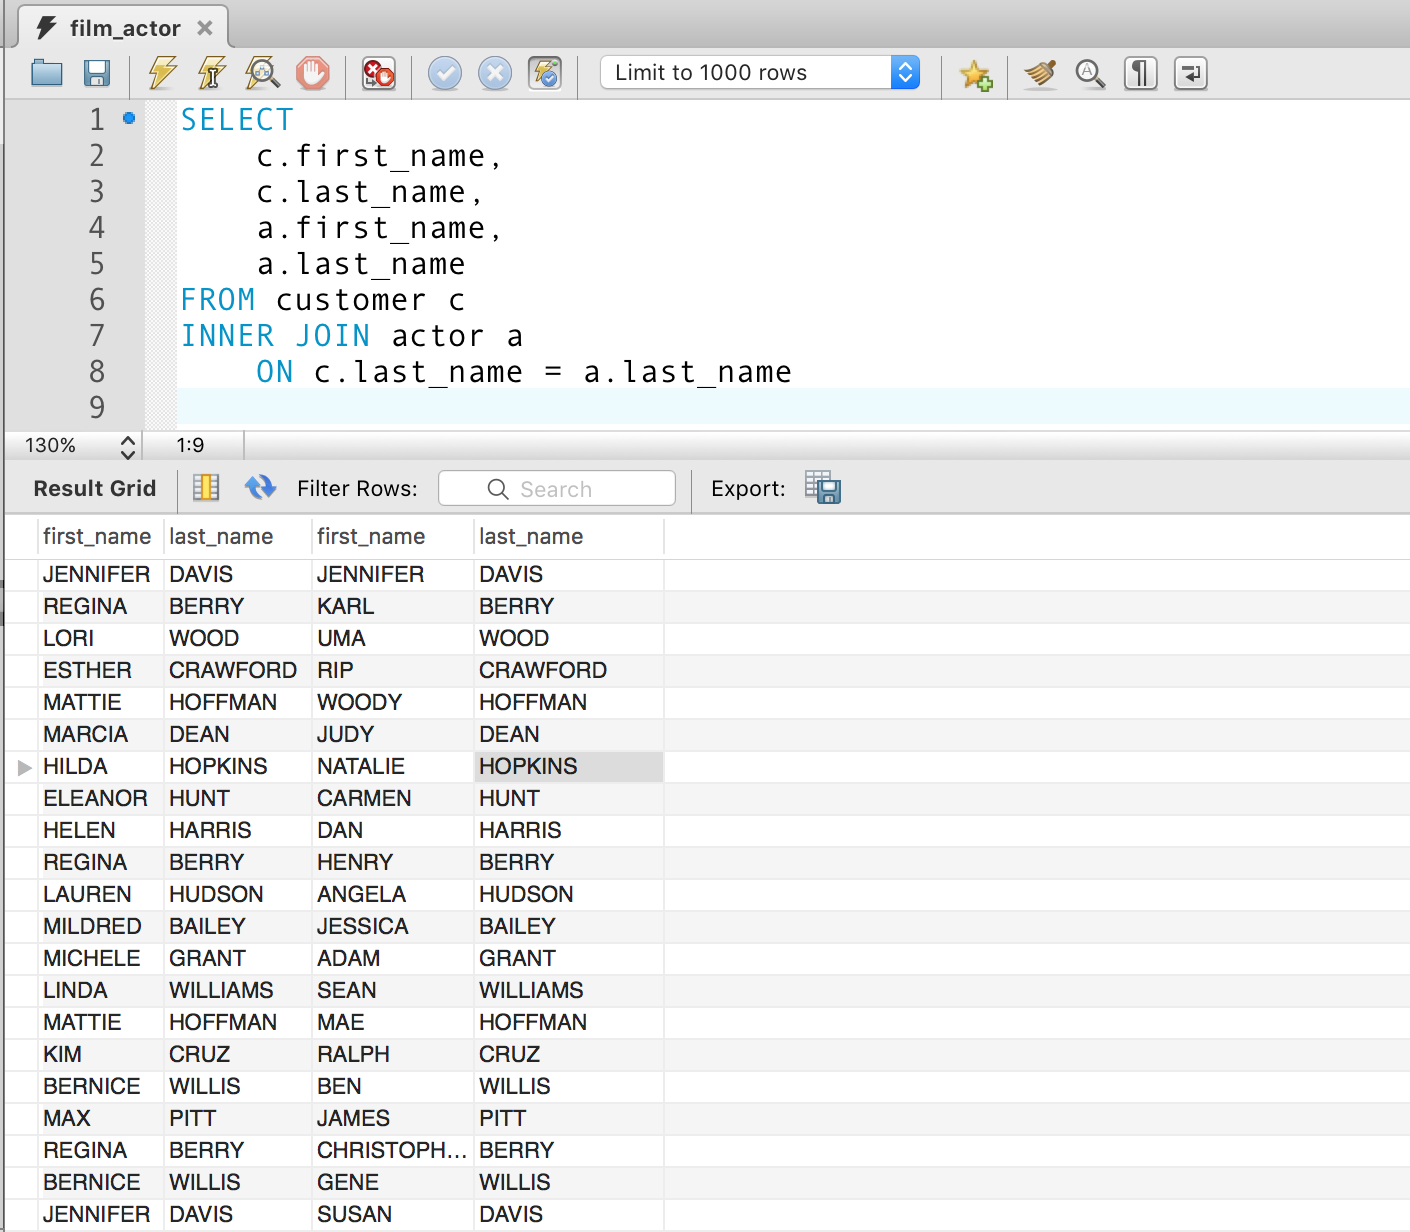 film_actor
Limit to 1000 rows
1 SELECT
2 c.first_name,
3 c.last_name,
4 a.first_name,
5 a.last_name
6 FROM customer c
7 INNER JOIN actor a
8 ON c.last_name = a.last_name
9
130% 1:9
Result Grid Filter Rows: Search Export:
first_name last_name first_name last_name
JENNIFER DAVIS JENNIFER DAVIS
REGINA BERRY KARL BERRY
LORI WOOD UMA WOOD
ESTHER CRAWFORD RIP CRAWFORD
MATTIE HOFFMAN WOODY HOFFMAN
MARCIA DEAN JUDY DEAN
HILDA HOPKINS NATALIE HOPKINS
ELEANOR HUNT CARMEN HUNT
HELEN HARRIS DAN HARRIS
REGINA BERRY HENRY BERRY
LAUREN HUDSON ANGELA HUDSON
MILDRED BAILEY JESSICA BAILEY
MICHELE GRANT ADAM GRANT
LINDA WILLIAMS SEAN WILLIAMS
MATTIE HOFFMAN MAE HOFFMAN
KIM CRUZ RALPH CRUZ
BERNICE WILLIS BEN WILLIS
MAX PITT JAMES PITT
REGINA BERRY CHRISTOPH... BERRY
BERNICE WILLIS GENE WILLIS
JENNIFER DAVIS SUSAN DAVIS